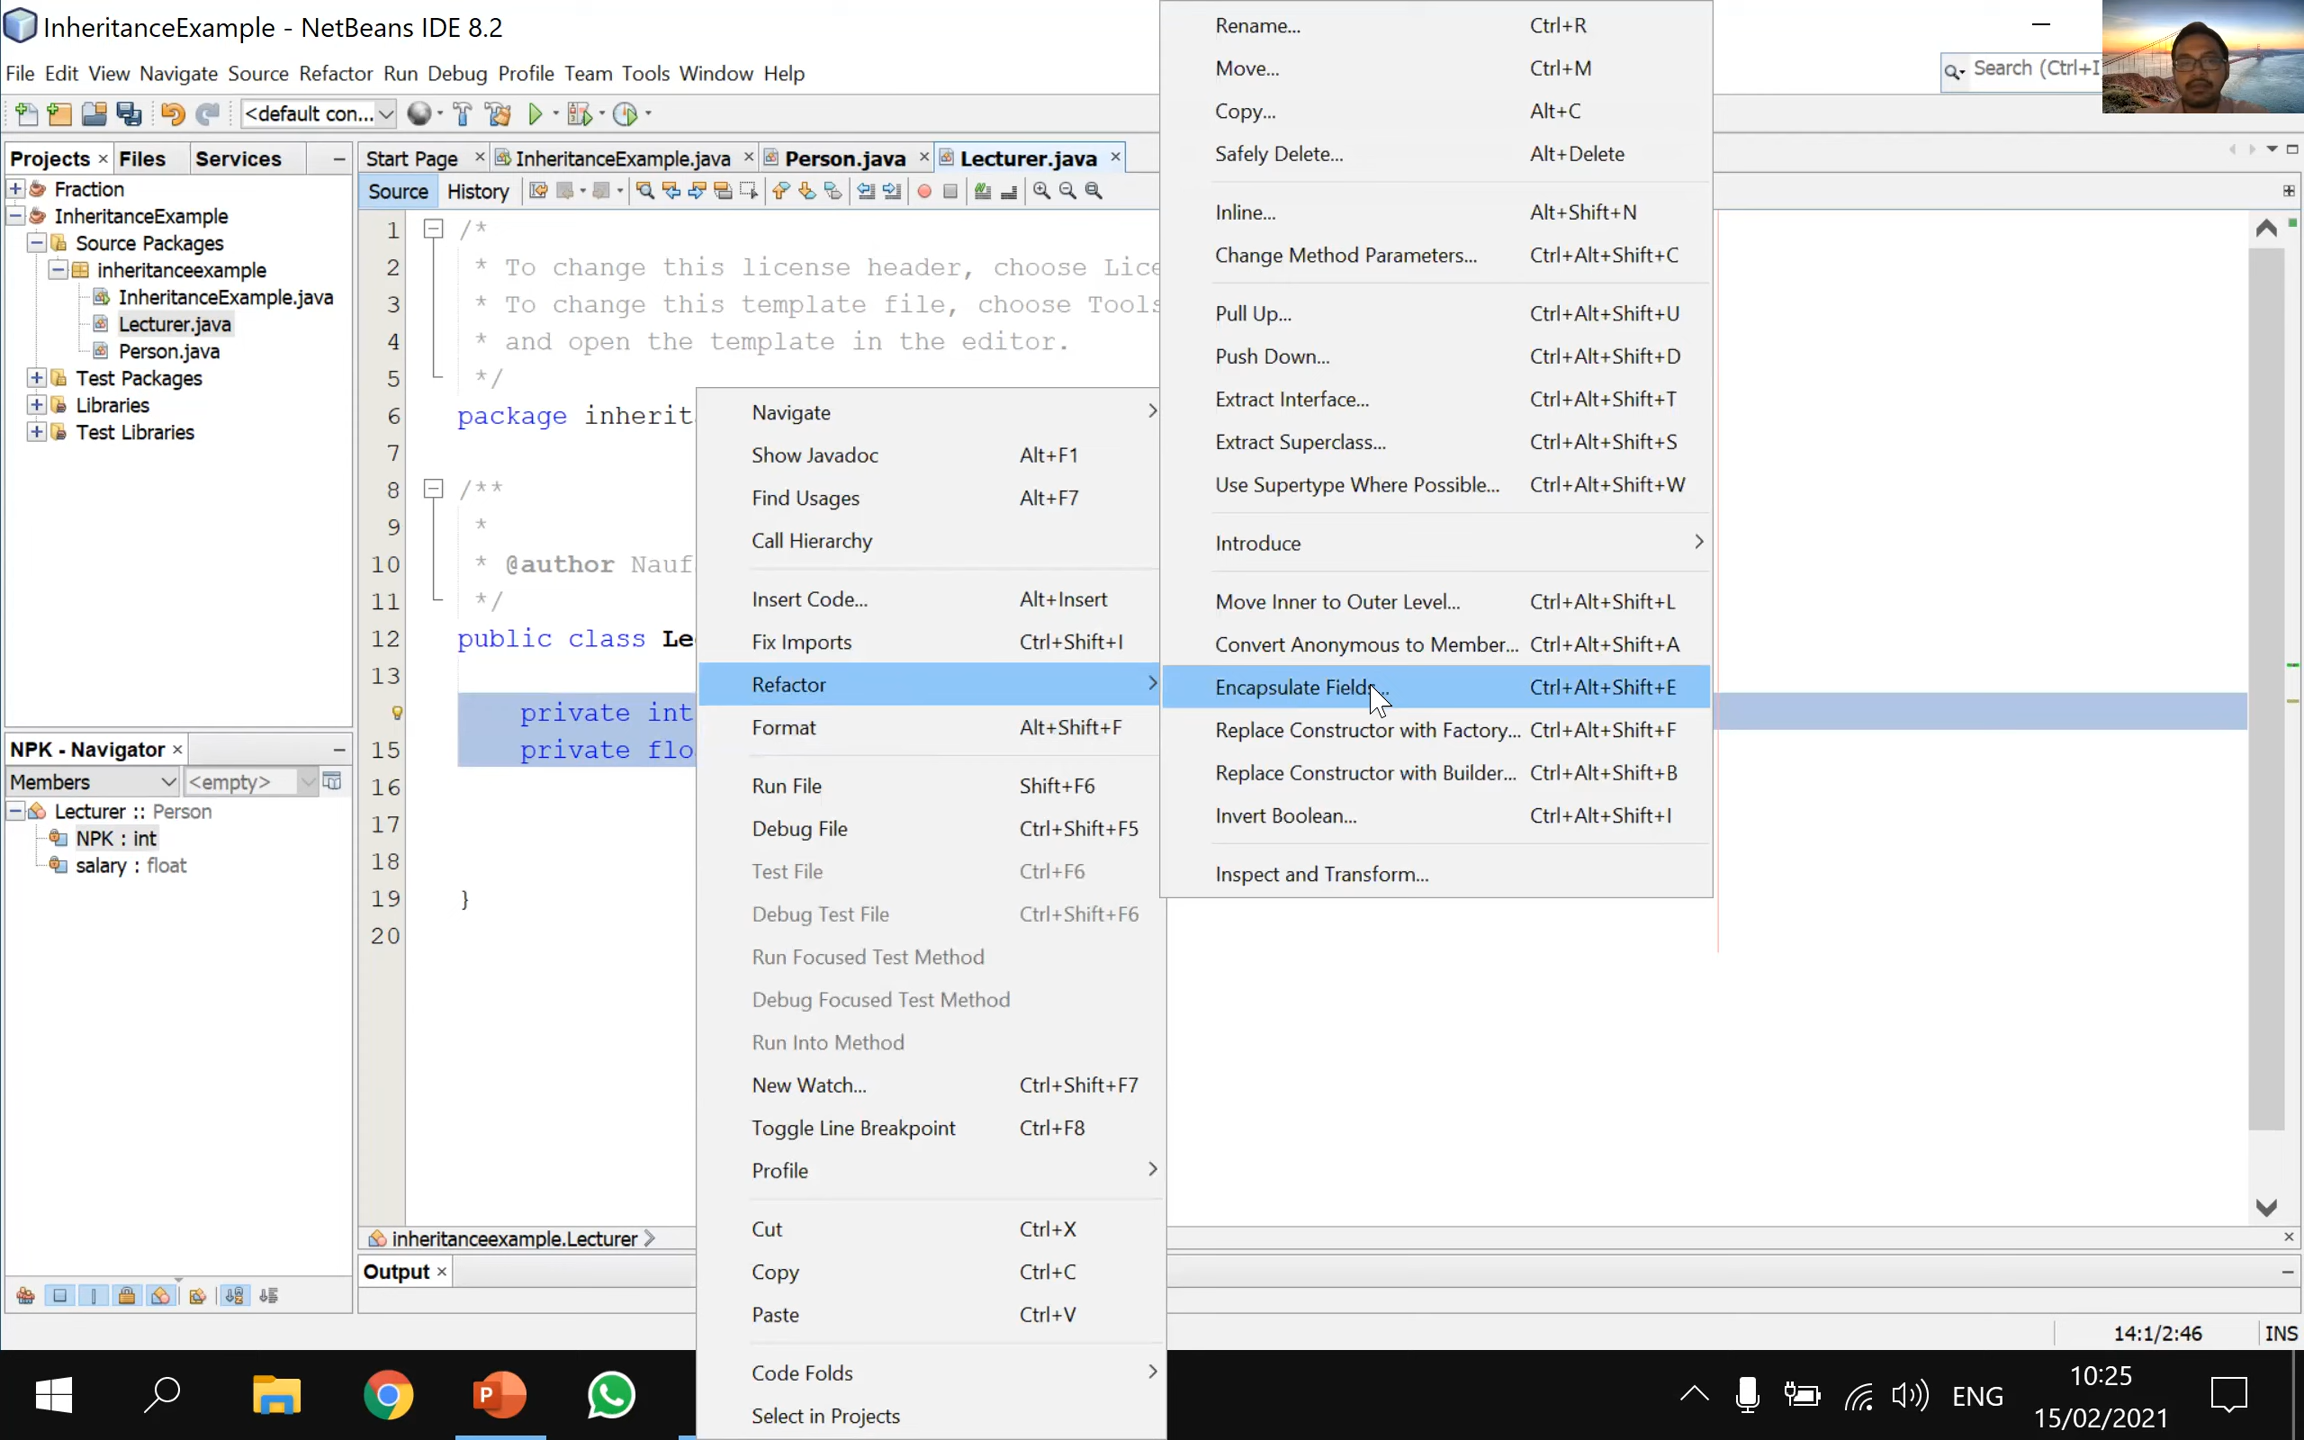 InheritanceExample - NetBeans IDE 8.2
File Edit View Navigate Source Refactor Run Debug Profile Team Tools Window Help
Search (Ctrl+I
<default con...
Projects
Files
Services
Fraction
InheritanceExample
Source Packages
inheritanceexample
InheritanceExample.java
Lecturer.java
Person.java
Test Packages
Libraries
Test Libraries
NPK - Navigator
Members
<empty>
Lecturer :: Person
NPK : int
salary : float
Start Page
InheritanceExample.java
Person.java
Lecturer.java
Source
History
1 /*
2 * To change this license header, choose Lice
3 * To change this template file, choose Tools
4 * and open the template in the editor.
5 */
6 package inherit
7
8 /**
9 *
10 * @author Nauf
11 */
12 public class Le
13
private int
15 private flo
16
17
18
19 }
20
inheritanceexample.Lecturer
Output
Navigate
Show Javadoc Alt+F1
Find Usages Alt+F7
Call Hierarchy
Insert Code... Alt+Insert
Fix Imports Ctrl+Shift+I
Refactor
Format Alt+Shift+F
Run File Shift+F6
Debug File Ctrl+Shift+F5
Test File Ctrl+F6
Debug Test File Ctrl+Shift+F6
Run Focused Test Method
Debug Focused Test Method
Run Into Method
New Watch... Ctrl+Shift+F7
Toggle Line Breakpoint Ctrl+F8
Profile
Cut Ctrl+X
Copy Ctrl+C
Paste Ctrl+V
Code Folds
Select in Projects
Rename... Ctrl+R
Move... Ctrl+M
Copy... Alt+C
Safely Delete... Alt+Delete
Inline... Alt+Shift+N
Change Method Parameters... Ctrl+Alt+Shift+C
Pull Up... Ctrl+Alt+Shift+U
Push Down... Ctrl+Alt+Shift+D
Extract Interface... Ctrl+Alt+Shift+T
Extract Superclass... Ctrl+Alt+Shift+S
Use Supertype Where Possible... Ctrl+Alt+Shift+W
Introduce
Move Inner to Outer Level... Ctrl+Alt+Shift+L
Convert Anonymous to Member... Ctrl+Alt+Shift+A
Encapsulate Fields... Ctrl+Alt+Shift+E
Replace Constructor with Factory... Ctrl+Alt+Shift+F
Replace Constructor with Builder... Ctrl+Alt+Shift+B
Invert Boolean... Ctrl+Alt+Shift+I
Inspect and Transform...
14:1/2:46
INS
P
ENG
10:25
15/02/2021